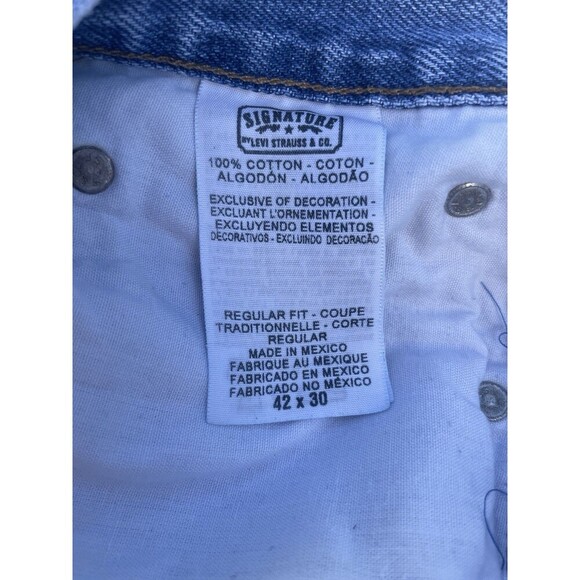 SIGNATURE
BY LEVI STRAUSS & CO.
100% COTTON - COTON -
ALGODÓN - ALGODÃO
EXCLUSIVE OF DECORATION -
EXCLUANT L'ORNEMENTATION -
EXCLUYENDO ELEMENTOS
DECORATIVOS - EXCLUINDO DECORAÇÃO
REGULAR FIT - COUPE
TRADITIONNELLE - CORTE
REGULAR
MADE IN MEXICO
FABRIQUE AU MEXIQUE
FABRICADO EN MEXICO
FABRICADO NO MÉXICO
42 x 30